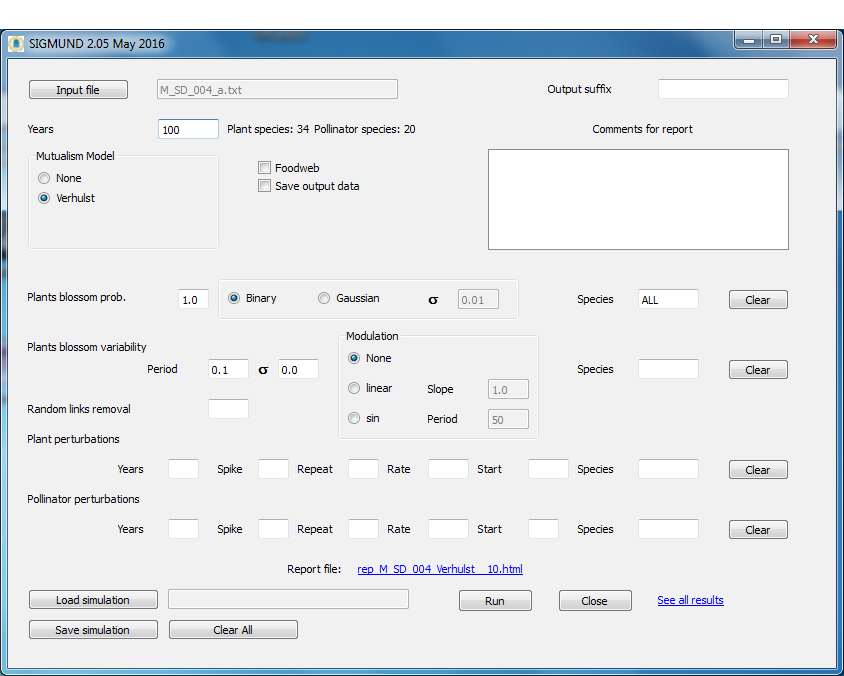 SIGMUND 2.05 May 2016
Input file M_SD_004_a.txt Output suffix
Years 100 Plant species: 34 Pollinator species: 20 Comments for report
Mutualism Model
None
Verhulst
Foodweb
Save output data
Plants blossom prob. 1.0 Binary Gaussian σ 0.01 Species ALL Clear
Plants blossom variability
Period 0.1 σ 0.0
Modulation
None
linear Slope 1.0
sin Period 50
Species Clear
Random links removal
Plant perturbations
Years Spike Repeat Rate Start Species Clear
Pollinator perturbations
Years Spike Repeat Rate Start Species Clear
Report file: rep_M_SD_004_Verhulst__10.html
Load simulation Run Close See all results
Save simulation Clear All